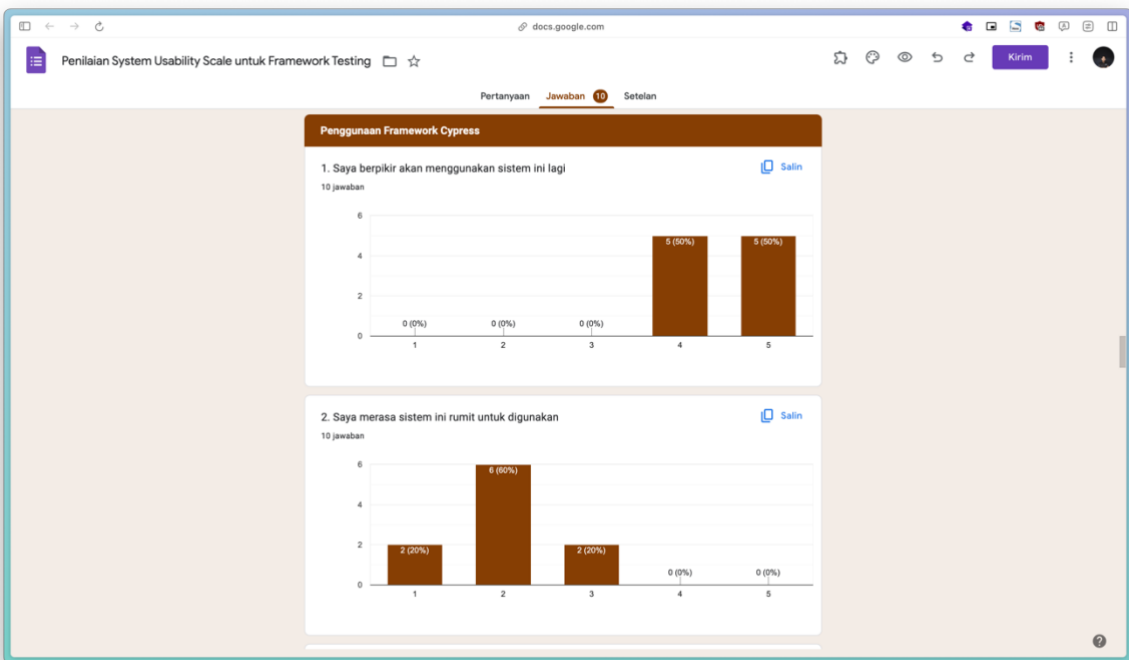 docs.google.com
Penilaian System Usability Scale untuk Framework Testing
Kirim
Pertanyaan Jawaban 10 Setelan
Penggunaan Framework Cypress
1. Saya berpikir akan menggunakan sistem ini lagi
Salin
10 jawaban
6
4
2
0
0 (0%) 0 (0%) 0 (0%) 5 (50%) 5 (50%)
1 2 3 4 5
2. Saya merasa sistem ini rumit untuk digunakan
Salin
10 jawaban
6
4
2
0
2 (20%) 6 (60%) 2 (20%) 0 (0%) 0 (0%)
1 2 3 4 5